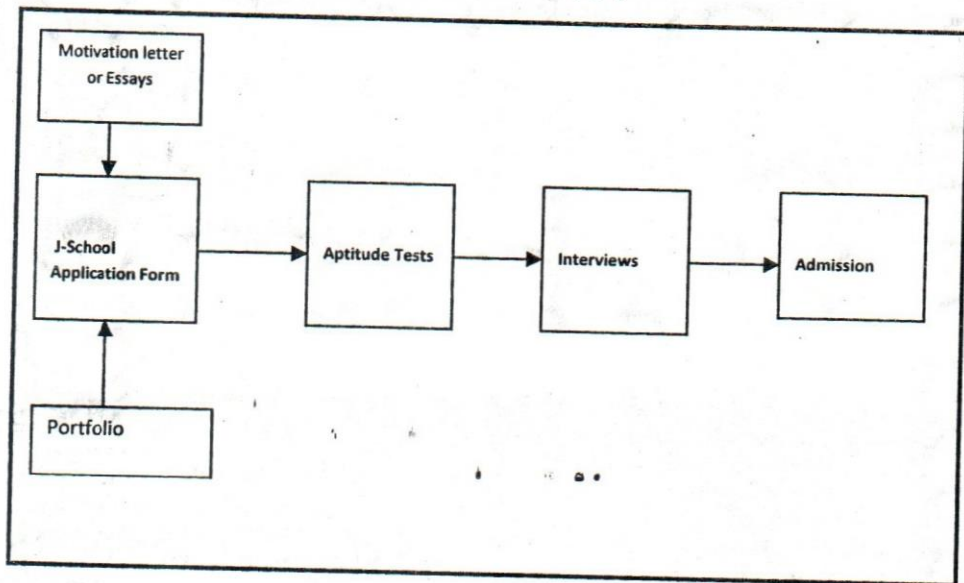 Motivation letter
or Essays
J-School
Application Form
Aptitude Tests
Interviews
Admission
Portfolio